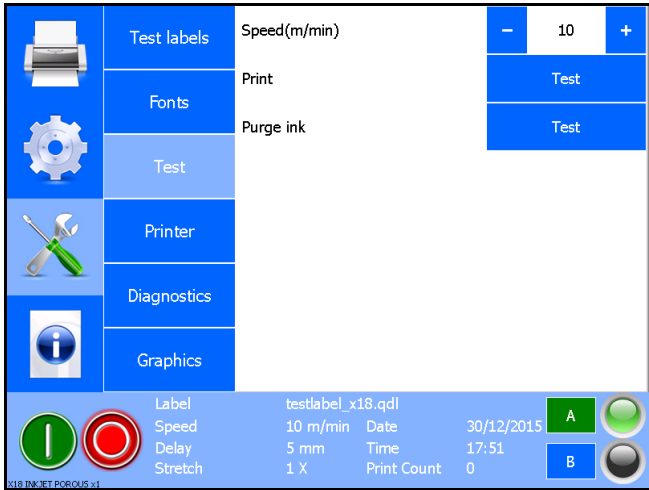 Test labels
Fonts
Test
Printer
Diagnostics
Graphics
Speed(m/min) - 10 +
Print Test
Purge ink Test
Label testlabel_x18.qdl
Speed 10 m/min Date 30/12/2015
Delay 5 mm Time 17:51
Stretch 1 X Print Count 0
A
B
X18 INKJET POROUS x1